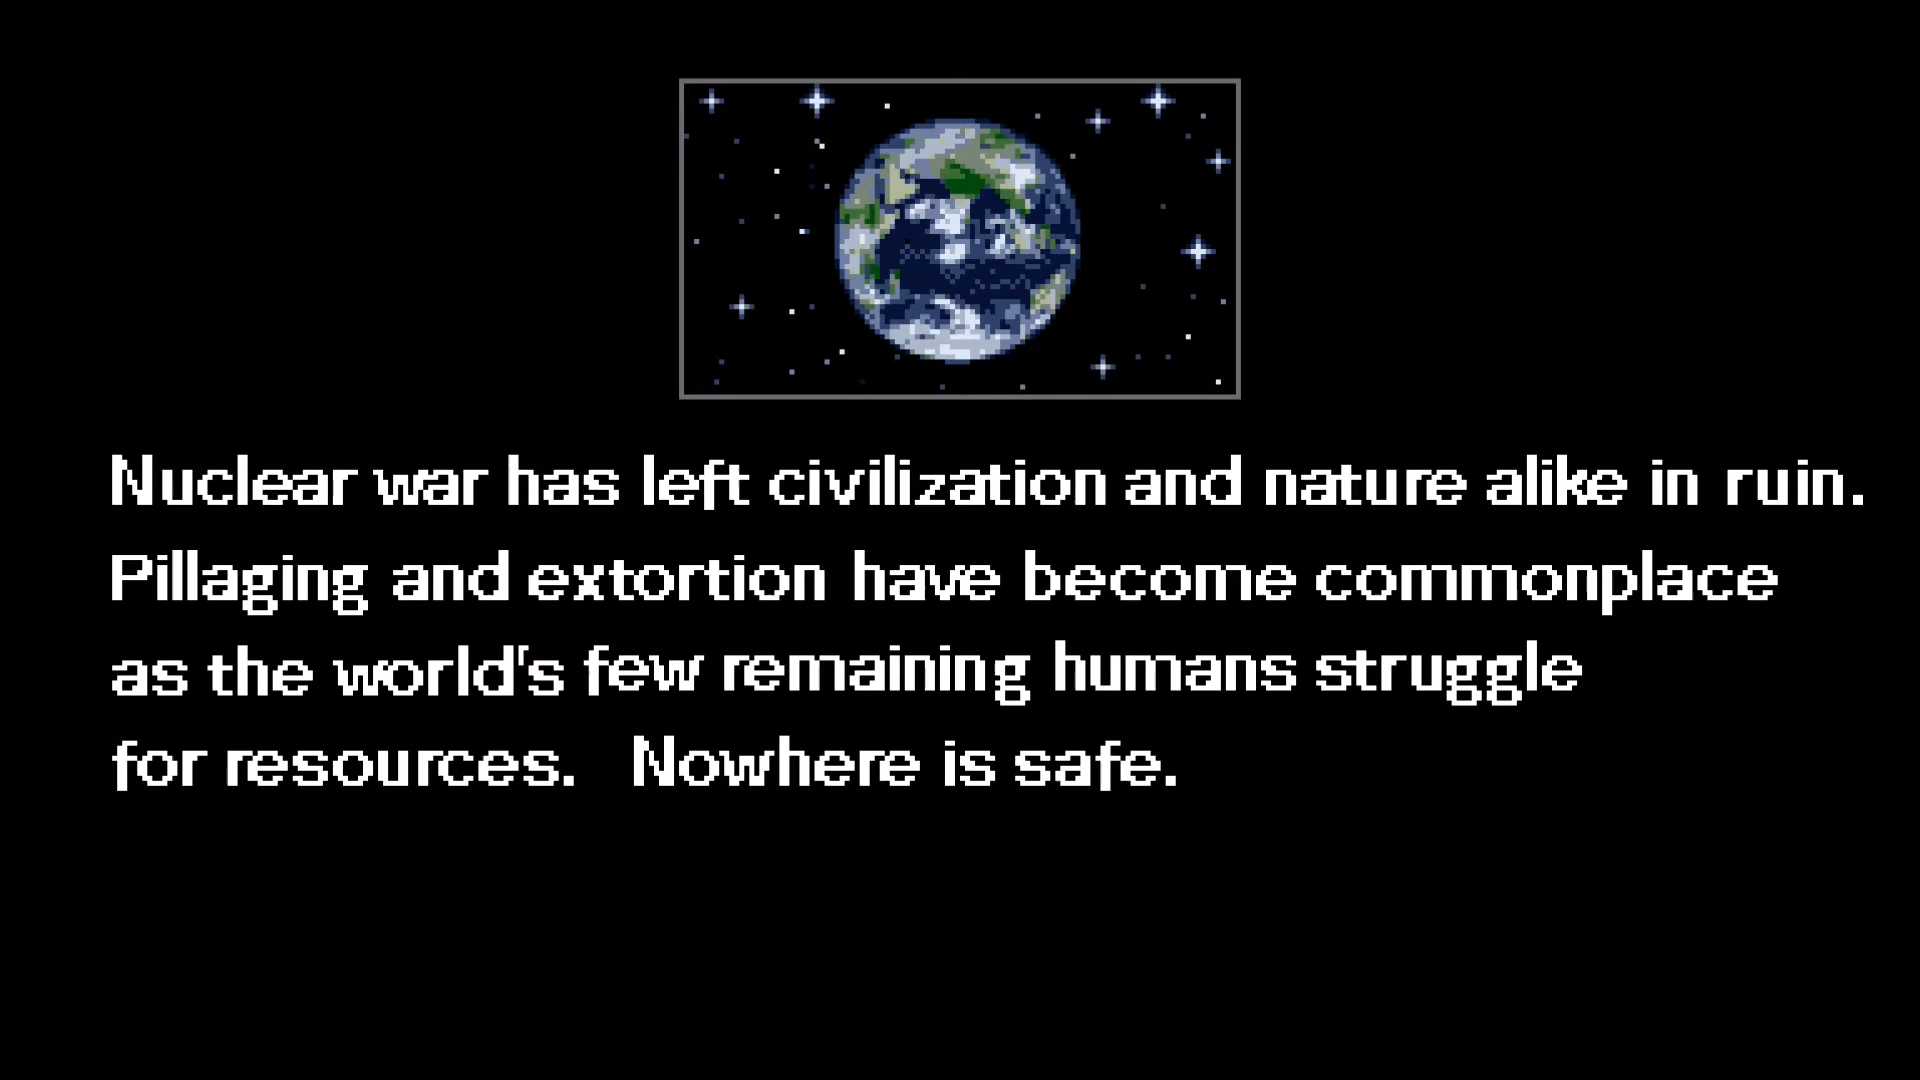 Nuclear war has left civilization and nature alike in ruin.
Pillaging and extortion have become commonplace
as the world's few remaining humans struggle
for resources.   Nowhere is safe.